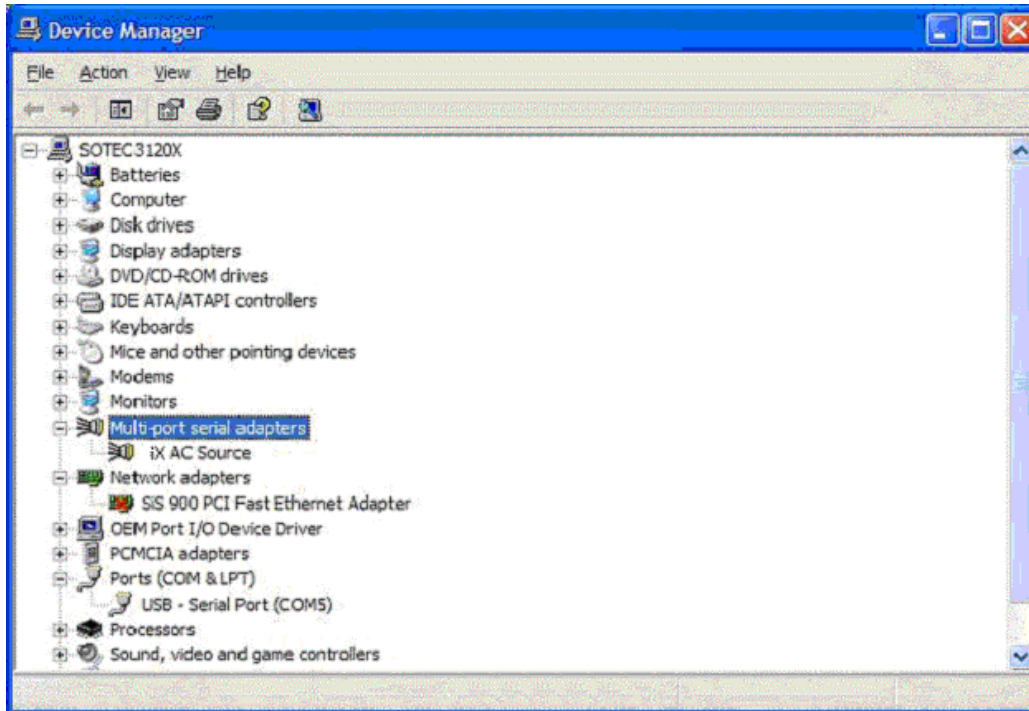 Device Manager
File Action View Help
SOTEC3120X
Batteries
Computer
Disk drives
Display adapters
DVD/CD-ROM drives
IDE ATA/ATAPI controllers
Keyboards
Mice and other pointing devices
Modems
Monitors
Multi-port serial adapters
iX AC Source
Network adapters
SiS 900 PCI Fast Ethernet Adapter
OEM Port I/O Device Driver
PCMCIA adapters
Ports (COM & LPT)
USB - Serial Port (COM5)
Processors
Sound, video and game controllers